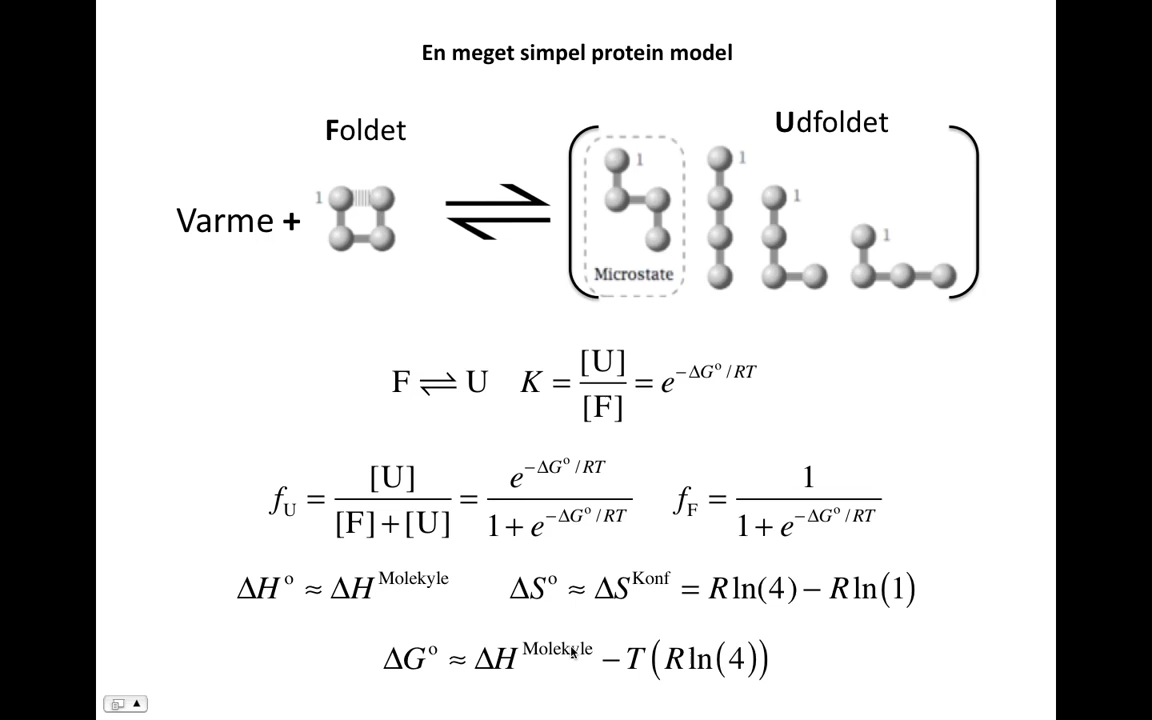 En meget simpel protein model
Foldet
Udfoldet
Varme +
1
1
1
1
1
Microstate
F ⇌ U K = [U]/[F] = e^{−ΔG°/RT}
f_U = [U]/([F]+[U]) = e^{−ΔG°/RT}/(1+e^{−ΔG°/RT}) f_F = 1/(1+e^{−ΔG°/RT})
ΔH° ≈ ΔH^{Molekyle} ΔS° ≈ ΔS^{Konf} = R ln(4) − R ln(1)
ΔG° ≈ ΔH^{Molekyle} − T(R ln(4))